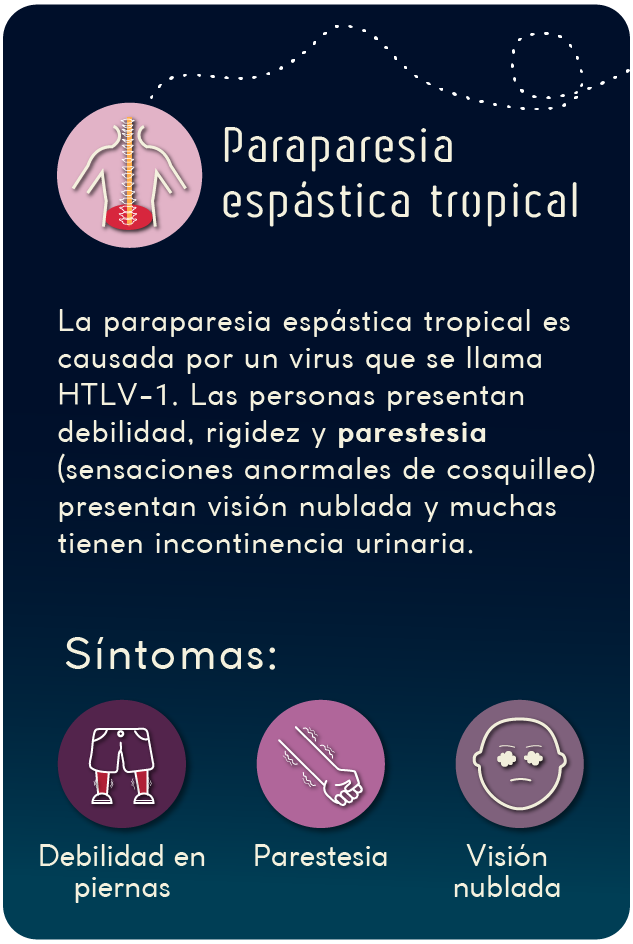 Paraparesia
espástica tropical
La paraparesia espástica tropical es
causada por un virus que se llama
HTLV-1. Las personas presentan
debilidad, rigidez y parestesia
(sensaciones anormales de cosquilleo)
presentan visión nublada y muchas
tienen incontinencia urinaria.
Síntomas:
Debilidad en
piernas
Parestesia
Visión
nublada